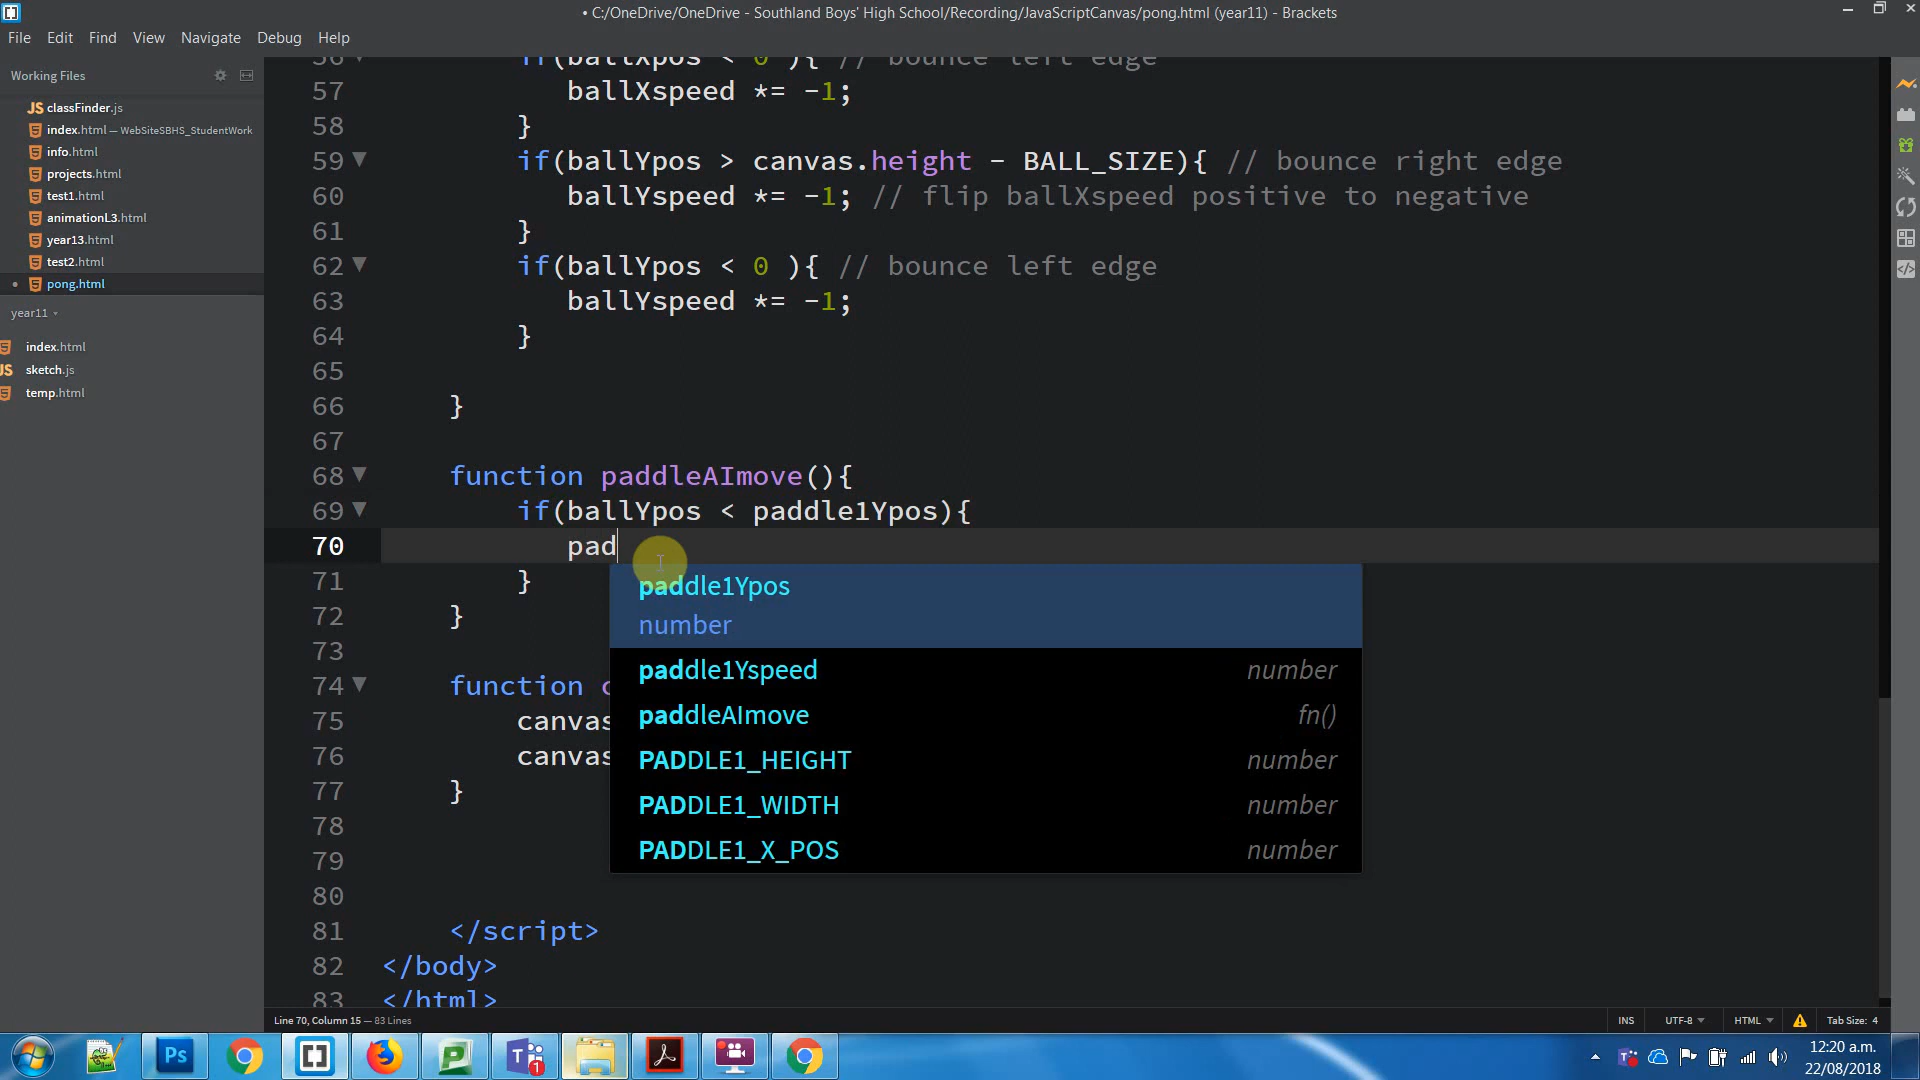 • C:/OneDrive/OneDrive - Southland Boys' High School/Recording/JavaScriptCanvas/pong.html (year11) - Brackets
File Edit Find View Navigate Debug Help
Working Files
classFinder.js
index.html — WebSiteSBHS_StudentWork
info.html
projects.html
test1.html
animationL3.html
year13.html
test2.html
pong.html
year11
index.html
sketch.js
temp.html
56 if(ballXpos < 0 ){ // bounce left edge
57 ballXspeed *= -1;
58 }
59 if(ballYpos > canvas.height - BALL_SIZE){ // bounce right edge
60 ballYspeed *= -1; // flip ballXspeed positive to negative
61 }
62 if(ballYpos < 0 ){ // bounce left edge
63 ballYspeed *= -1;
64 }
65
66 }
67
68 function paddleAImove(){
69 if(ballYpos < paddle1Ypos){
70 pad
71 }
72 }
73
74 function c
75 canvas
76 canvas
77 }
78
79
80
81 </script>
82 </body>
83 </html>
paddle1Ypos
number
paddle1Yspeed number
paddleAImove fn()
PADDLE1_HEIGHT number
PADDLE1_WIDTH number
PADDLE1_X_POS number
Line 70, Column 15 — 83 Lines
INS UTF-8 HTML Tab Size: 4
Ps
1
12:20 a.m.
22/08/2018